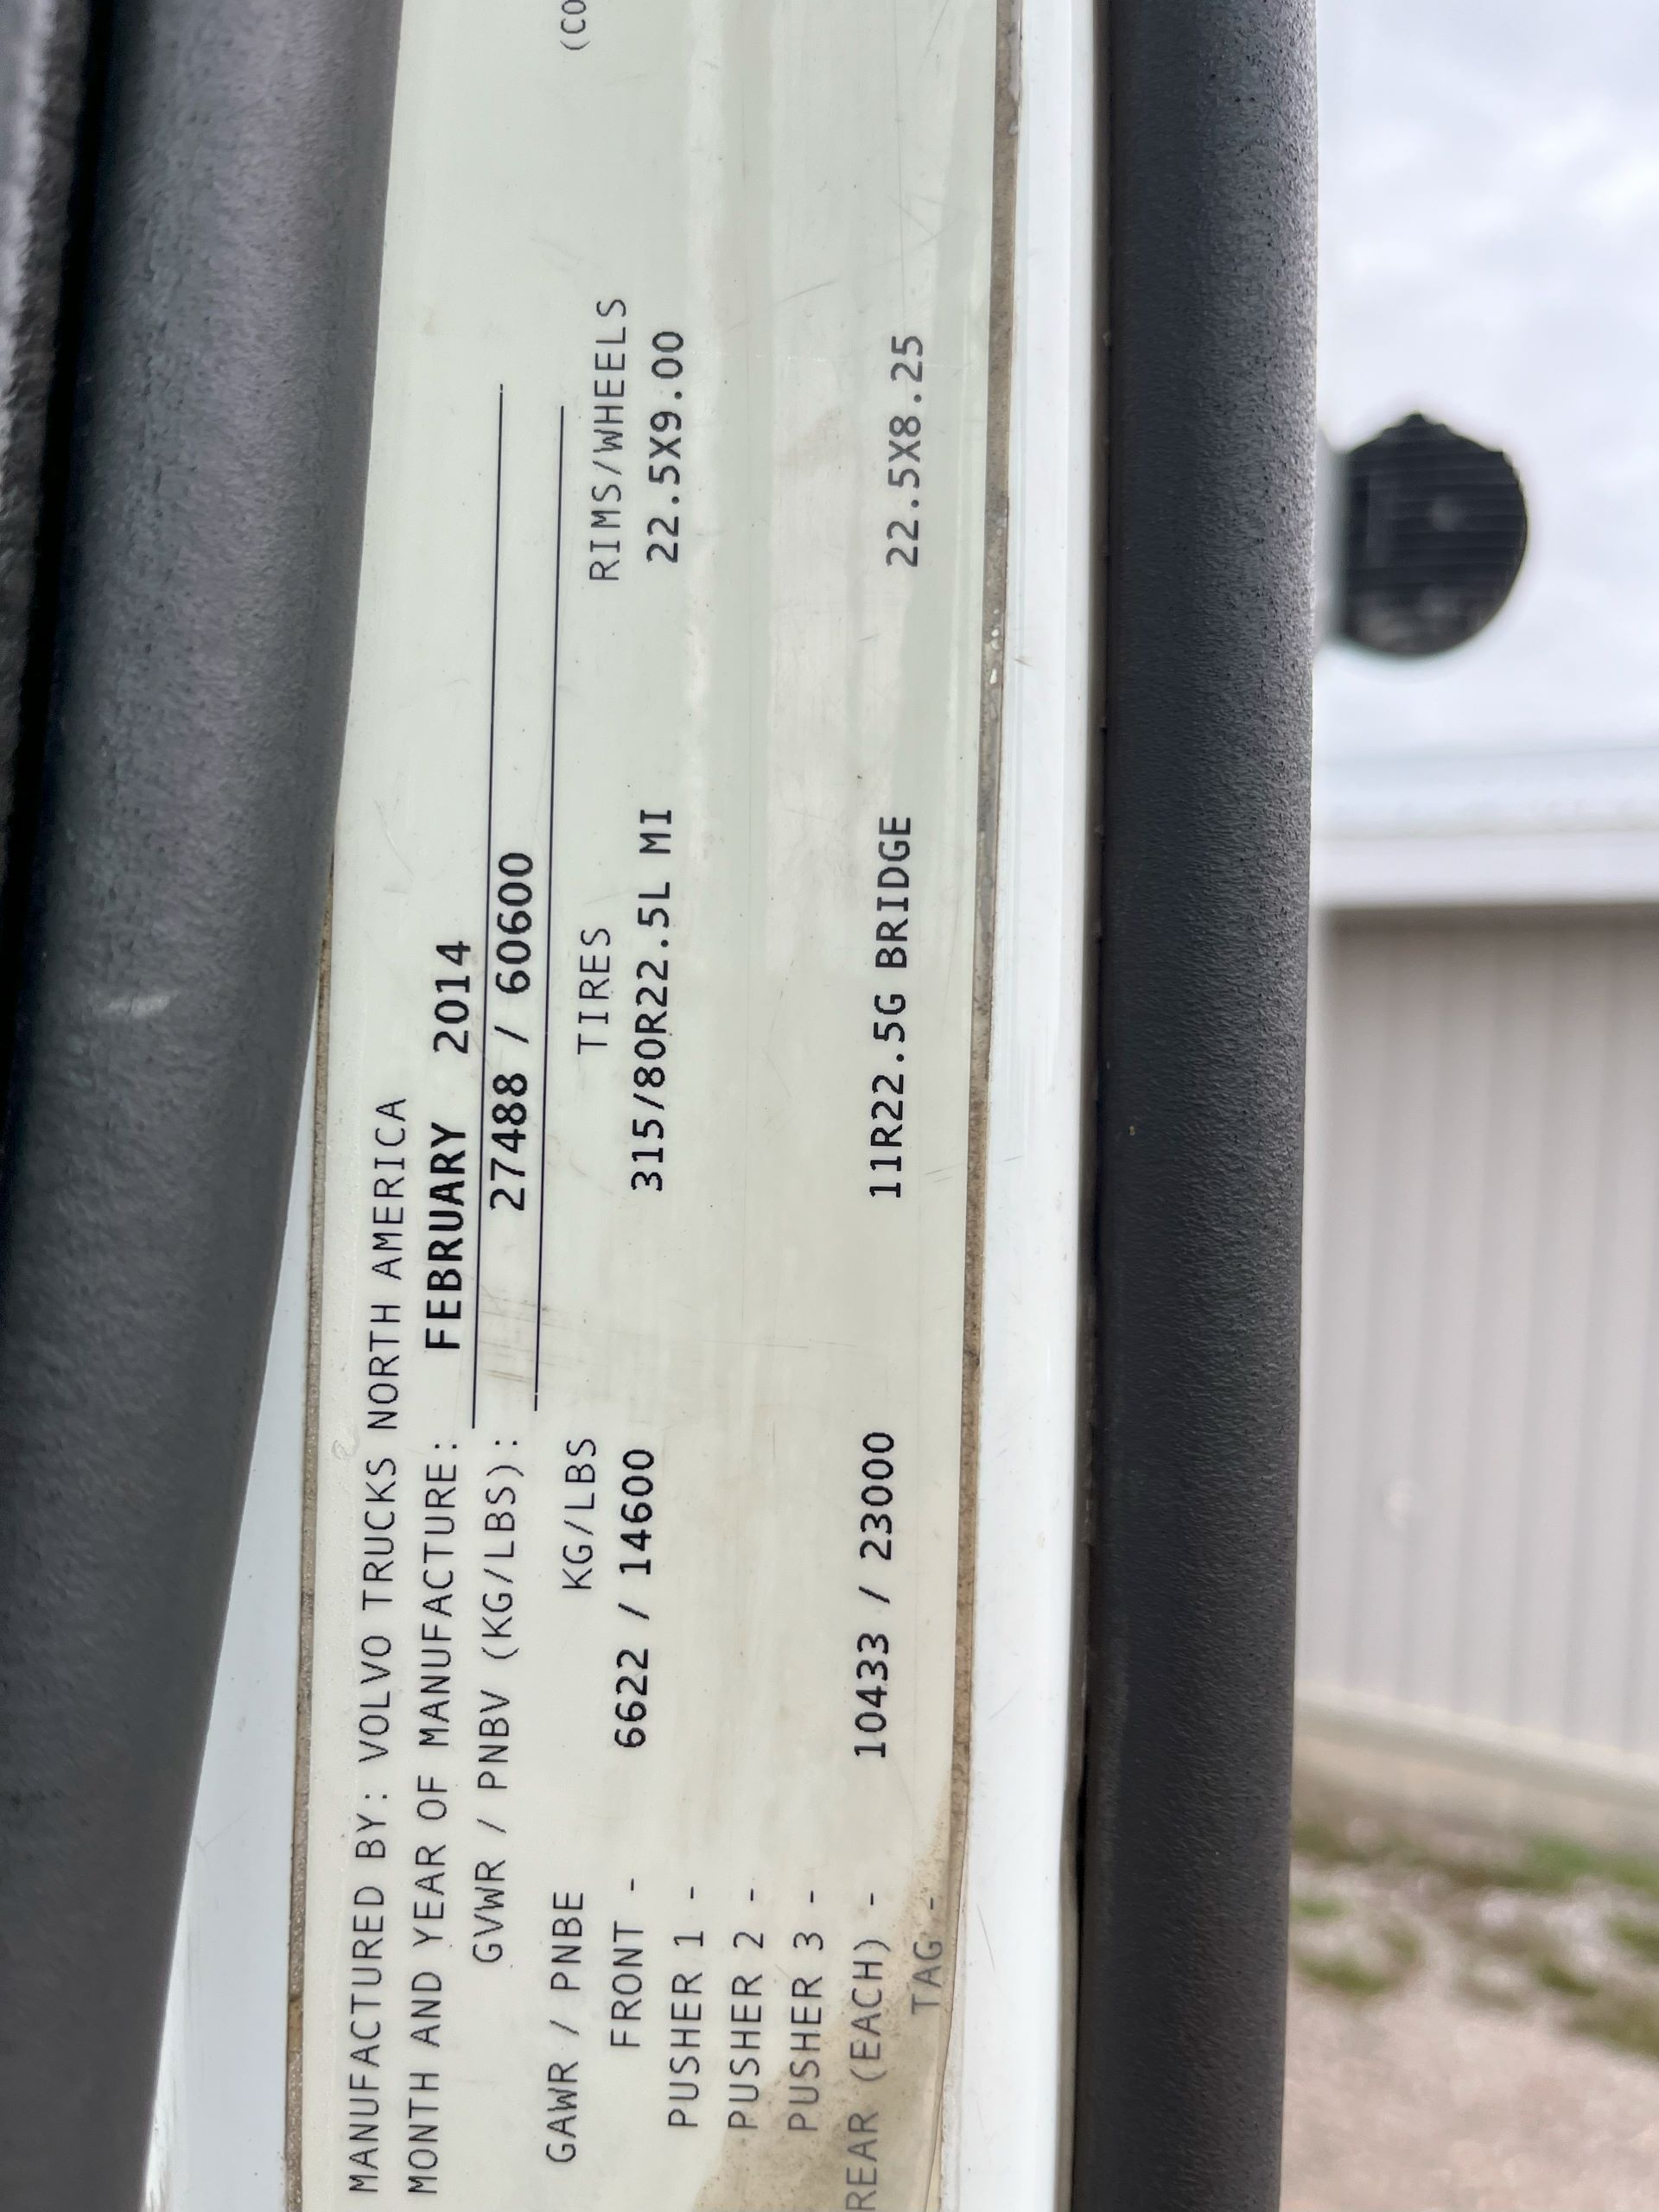 MANUFACTURED BY: VOLVO TRUCKS NORTH AMERICA
MONTH AND YEAR OF MANUFACTURE: FEBRUARY 2014
GVWR / PNBV (KG/LBS): 27488 / 60600
(CO
GAWR / PNBE KG/LBS TIRES RIMS/WHEELS
FRONT - 6622 / 14600 315/80R22.5L MI 22.5X9.00
PUSHER 1 -
PUSHER 2 -
PUSHER 3 -
REAR (EACH) - 10433 / 23000 11R22.5G BRIDGE 22.5X8.25
TAG -